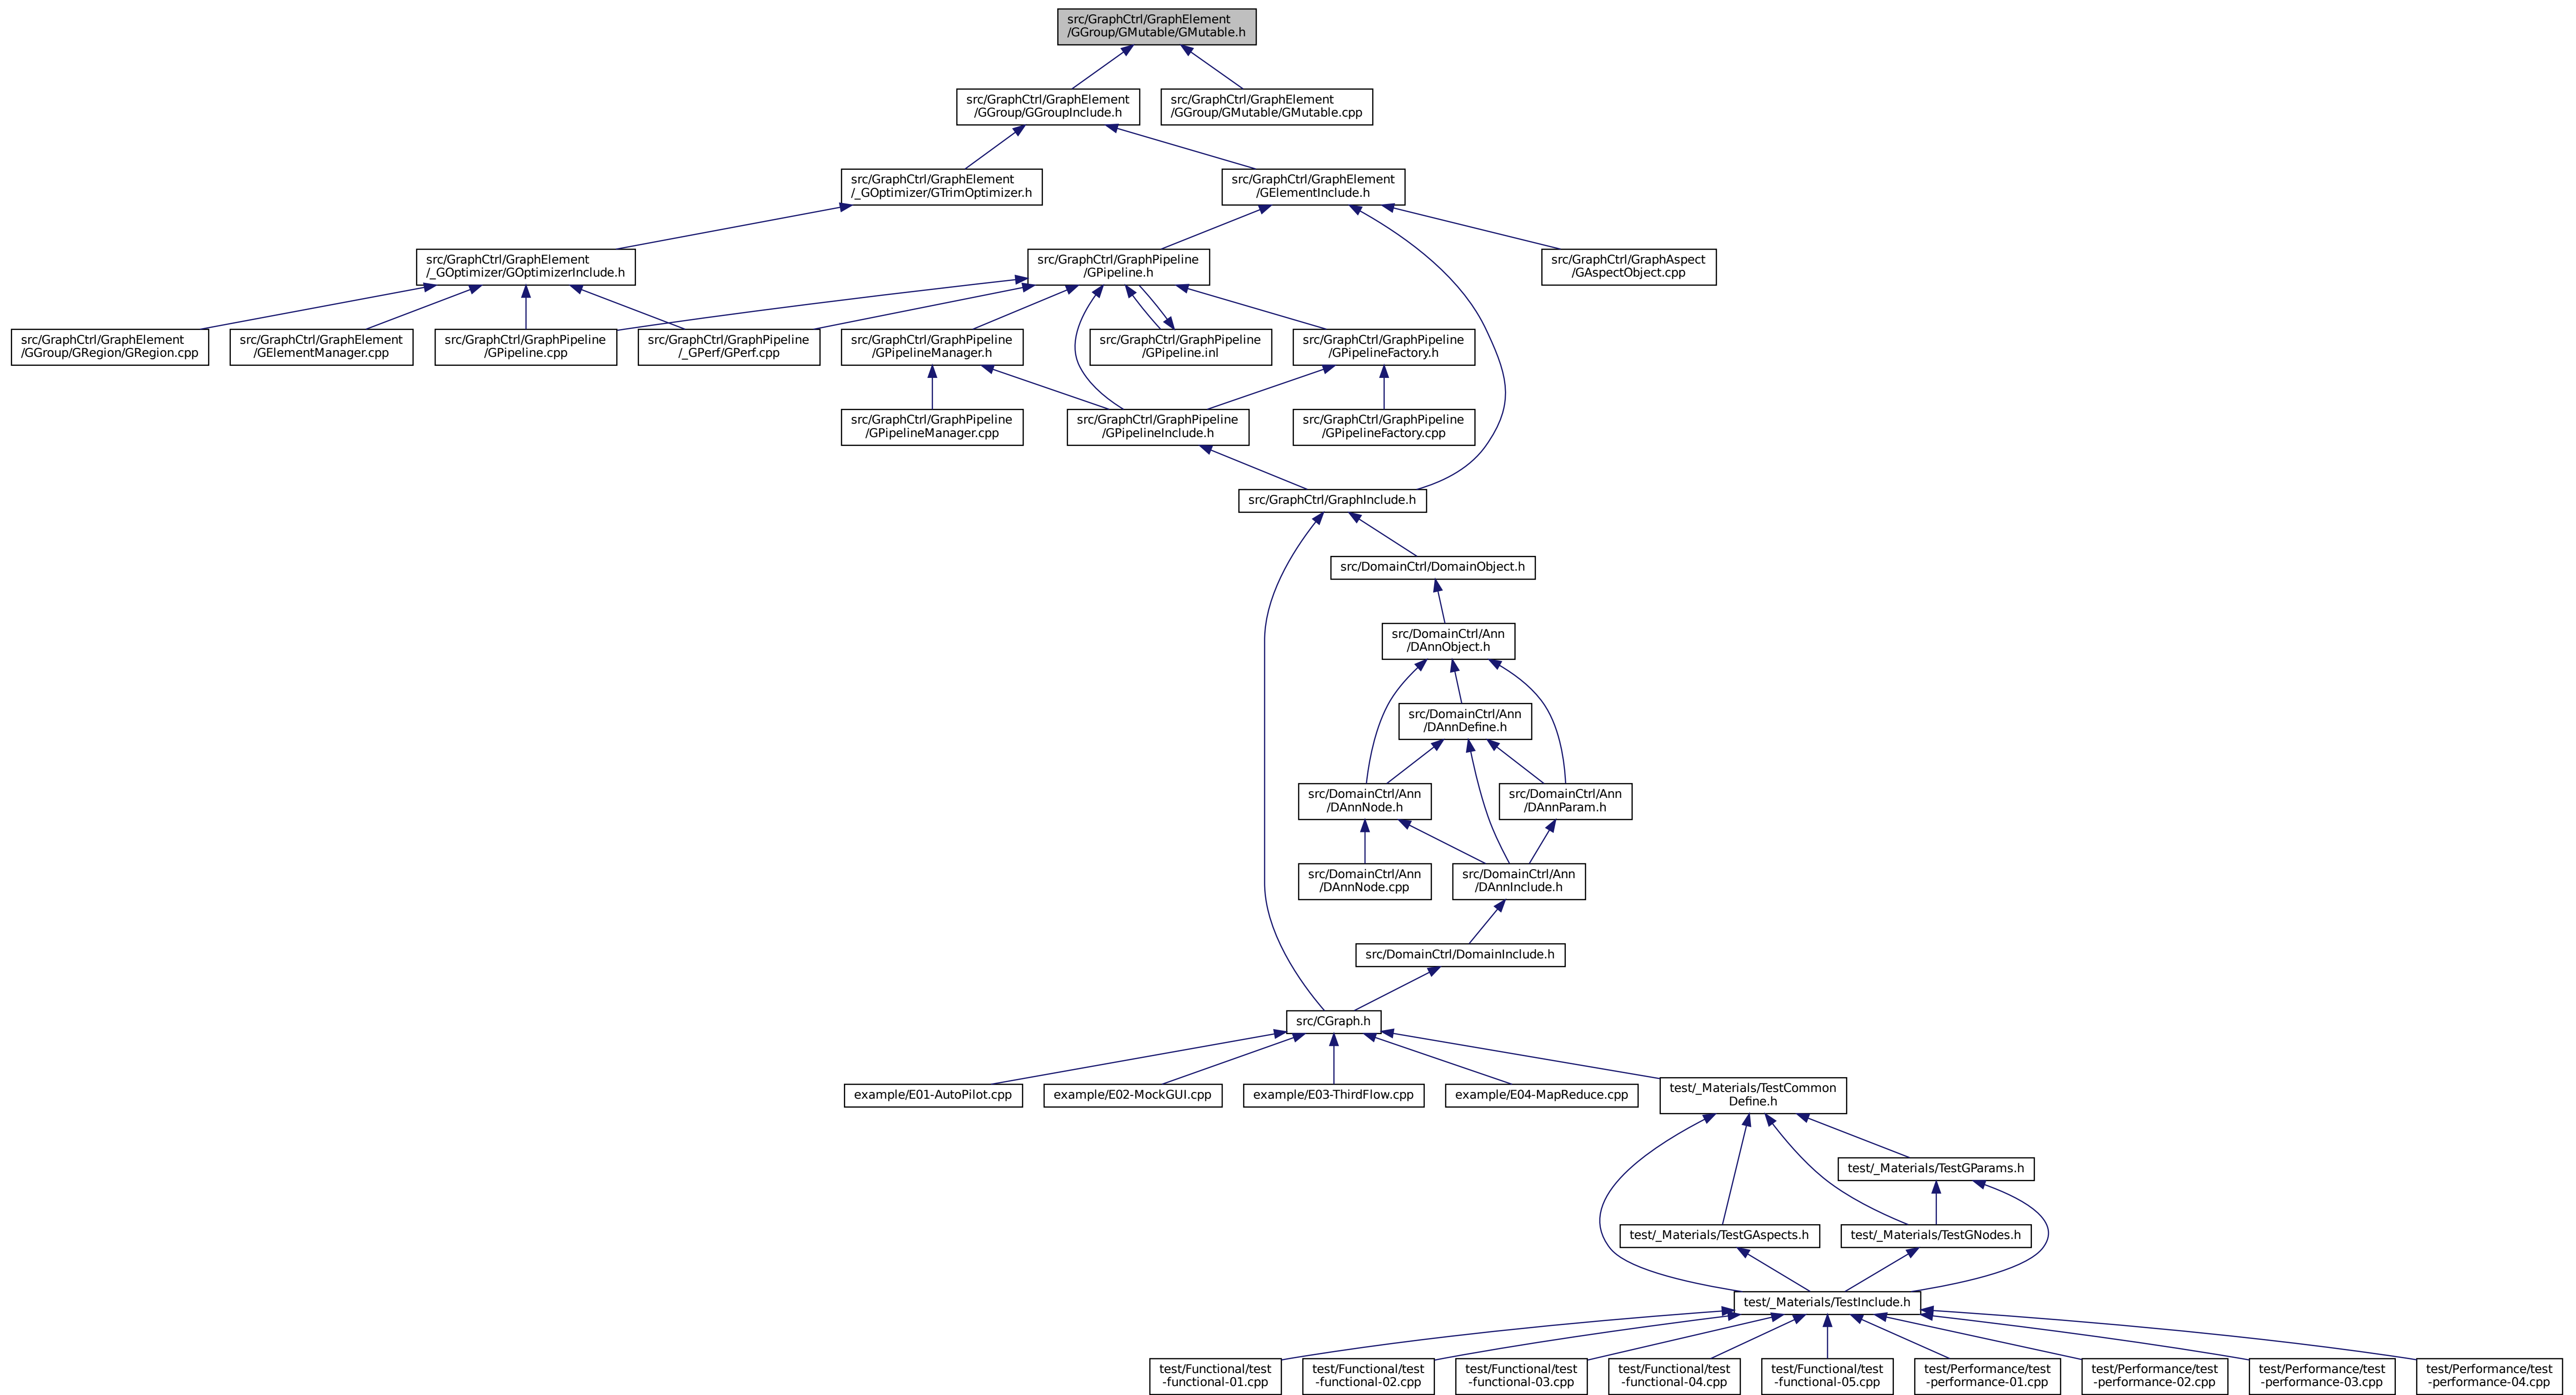 src/GraphCtrl/GraphElement
/GGroup/GMutable/GMutable.h
src/GraphCtrl/GraphElement
/GGroup/GGroupInclude.h
src/GraphCtrl/GraphElement
/GGroup/GMutable/GMutable.cpp
src/GraphCtrl/GraphElement
/_GOptimizer/GTrimOptimizer.h
src/GraphCtrl/GraphElement
/GElementInclude.h
src/GraphCtrl/GraphElement
/_GOptimizer/GOptimizerInclude.h
src/GraphCtrl/GraphPipeline
/GPipeline.h
src/GraphCtrl/GraphAspect
/GAspectObject.cpp
src/GraphCtrl/GraphElement
/GGroup/GRegion/GRegion.cpp
src/GraphCtrl/GraphElement
/GElementManager.cpp
src/GraphCtrl/GraphPipeline
/GPipeline.cpp
src/GraphCtrl/GraphPipeline
/_GPerf/GPerf.cpp
src/GraphCtrl/GraphPipeline
/GPipelineManager.h
src/GraphCtrl/GraphPipeline
/GPipeline.inl
src/GraphCtrl/GraphPipeline
/GPipelineFactory.h
src/GraphCtrl/GraphPipeline
/GPipelineManager.cpp
src/GraphCtrl/GraphPipeline
/GPipelineInclude.h
src/GraphCtrl/GraphPipeline
/GPipelineFactory.cpp
src/GraphCtrl/GraphInclude.h
src/DomainCtrl/DomainObject.h
src/DomainCtrl/Ann
/DAnnObject.h
src/DomainCtrl/Ann
/DAnnDefine.h
src/DomainCtrl/Ann
/DAnnNode.h
src/DomainCtrl/Ann
/DAnnParam.h
src/DomainCtrl/Ann
/DAnnNode.cpp
src/DomainCtrl/Ann
/DAnnInclude.h
src/DomainCtrl/DomainInclude.h
src/CGraph.h
example/E01-AutoPilot.cpp
example/E02-MockGUI.cpp
example/E03-ThirdFlow.cpp
example/E04-MapReduce.cpp
test/_Materials/TestCommon
Define.h
test/_Materials/TestGParams.h
test/_Materials/TestGAspects.h
test/_Materials/TestGNodes.h
test/_Materials/TestInclude.h
test/Functional/test
-functional-01.cpp
test/Functional/test
-functional-02.cpp
test/Functional/test
-functional-03.cpp
test/Functional/test
-functional-04.cpp
test/Functional/test
-functional-05.cpp
test/Performance/test
-performance-01.cpp
test/Performance/test
-performance-02.cpp
test/Performance/test
-performance-03.cpp
test/Performance/test
-performance-04.cpp